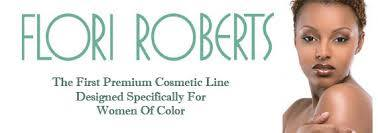 FLORI ROBERTS
The First Premium Cosmetic Line
Designed Specifically For
Women Of Color